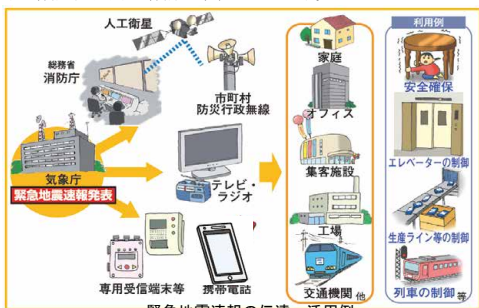 人工衛星
総務省
消防庁
市町村
防災行政無線
気象庁
緊急地震速報発表
テレビ・
ラジオ
専用受信端末等
携帯電話
家庭
オフィス
集客施設
工場
交通機関 他
利用例
安全確保
エレベーターの制御
生産ライン等の制御
列車の制御 等